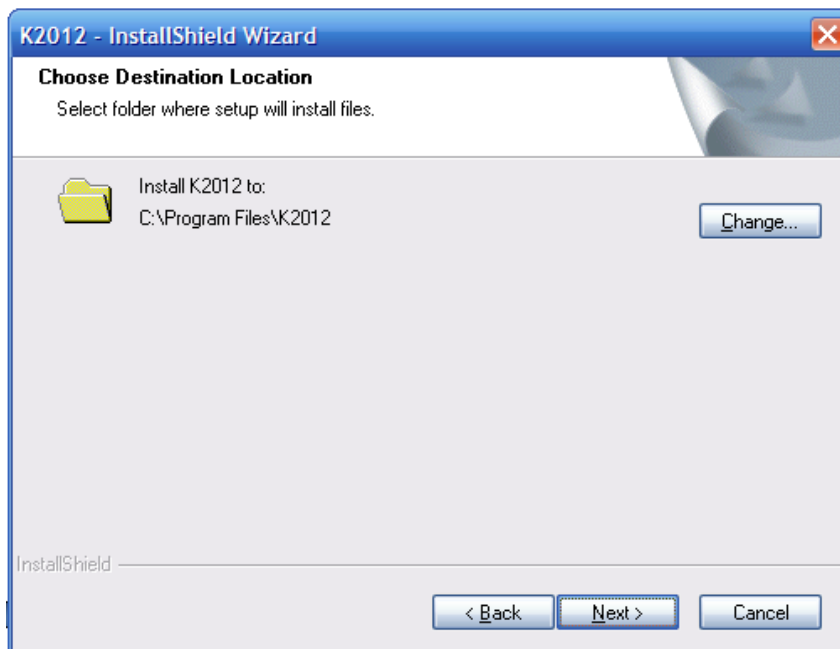 K2012 - InstallShield Wizard
Choose Destination Location
Select folder where setup will install files.
Install K2012 to:
C:\Program Files\K2012
Change...
InstallShield
< Back
Next >
Cancel